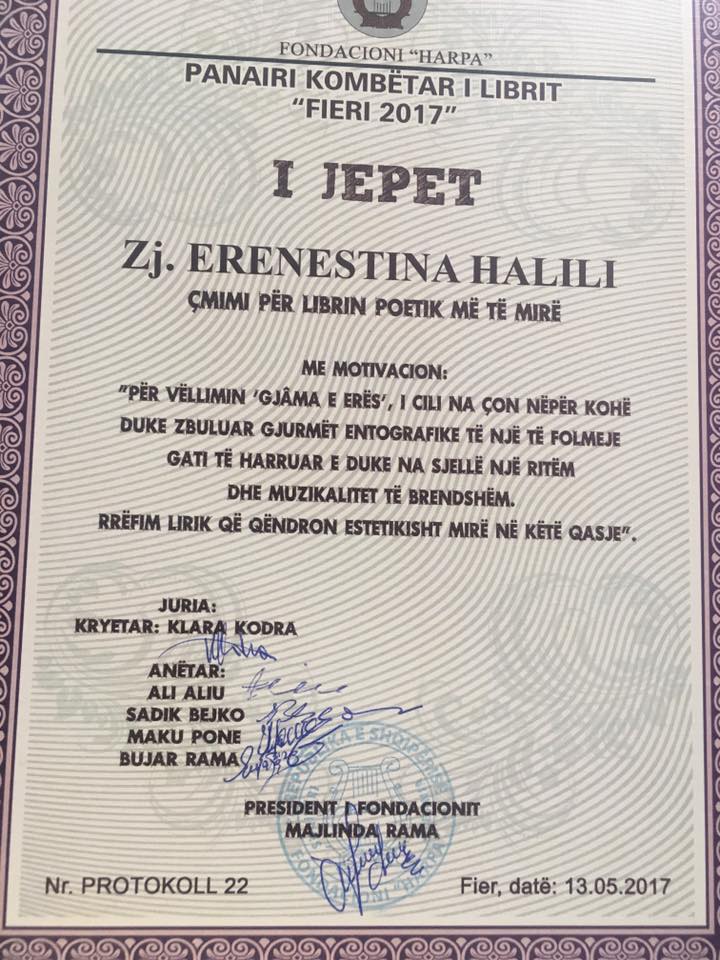 FONDACIONI “HARPA”
PANAIRI KOMBËTAR I LIBRIT
“FIERI 2017”
I JEPET
Zj. ERENESTINA HALILI
ÇMIMI PËR LIBRIN POETIK MË TË MIRË
ME MOTIVACION:
”PËR VËLLIMIN ‘GJÂMA E ERËS’, I CILI NA ÇON NËPËR KOHË
DUKE ZBULUAR GJURMËT ENTOGRAFIKE TË NJË TË FOLMEJE
GATI TË HARRUAR E DUKE NA SJELLË NJË RITËM
DHE MUZIKALITET TË BRENDSHËM.
RRËFIM LIRIK QË QËNDRON ESTETIKISHT MIRË NË KËTË QASJE”.
JURIA:
KRYETAR: KLARA KODRA
ANËTAR:
ALI ALIU
SADIK BEJKO
MAKU PONE
BUJAR RAMA
REPUBLIKA E SHQIPËRISË
PRESIDENT I FONDACIONIT
MAJLINDA RAMA
FONDACIONI “HARPA”
Nr. PROTOKOLL 22
Fier, datë: 13.05.2017